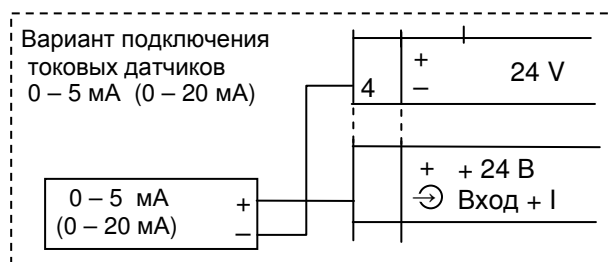 Вариант подключения
токовых датчиков
0 – 5 мА (0 – 20 мА)
+
4 – 24 V
+ + 24 В
Вход + I
0 – 5 мА +
(0 – 20 мА) –